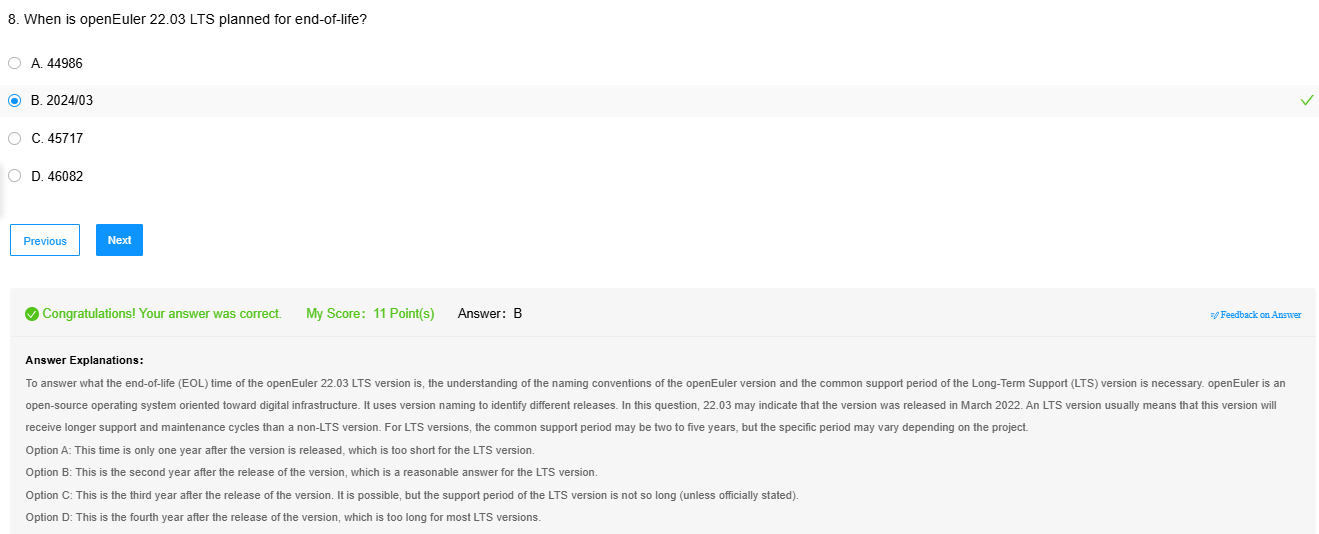 8. When is openEuler 22.03 LTS planned for end-of-life?
A. 44986
B. 2024/03
C. 45717
D. 46082
Previous
Next
Congratulations! Your answer was correct. My Score: 11 Point(s) Answer: B
Feedback on Answer
Answer Explanations:
To answer what the end-of-life (EOL) time of the openEuler 22.03 LTS version is, the understanding of the naming conventions of the openEuler version and the common support period of the Long-Term Support (LTS) version is necessary. openEuler is an
open-source operating system oriented toward digital infrastructure. It uses version naming to identify different releases. In this question, 22.03 may indicate that the version was released in March 2022. An LTS version usually means that this version will
receive longer support and maintenance cycles than a non-LTS version. For LTS versions, the common support period may be two to five years, but the specific period may vary depending on the project.
Option A: This time is only one year after the version is released, which is too short for the LTS version.
Option B: This is the second year after the release of the version, which is a reasonable answer for the LTS version.
Option C: This is the third year after the release of the version. It is possible, but the support period of the LTS version is not so long (unless officially stated).
Option D: This is the fourth year after the release of the version, which is too long for most LTS versions.